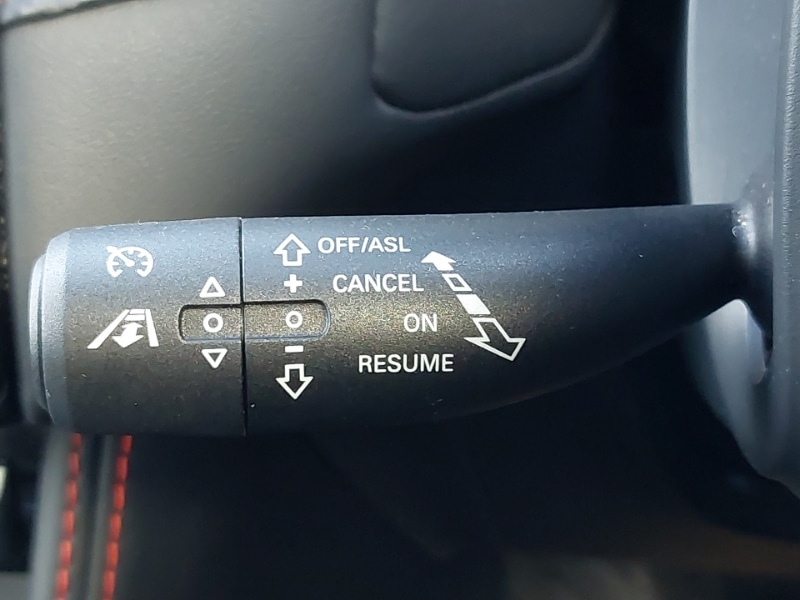 OFF/ASL
+ CANCEL
ON
-
RESUME